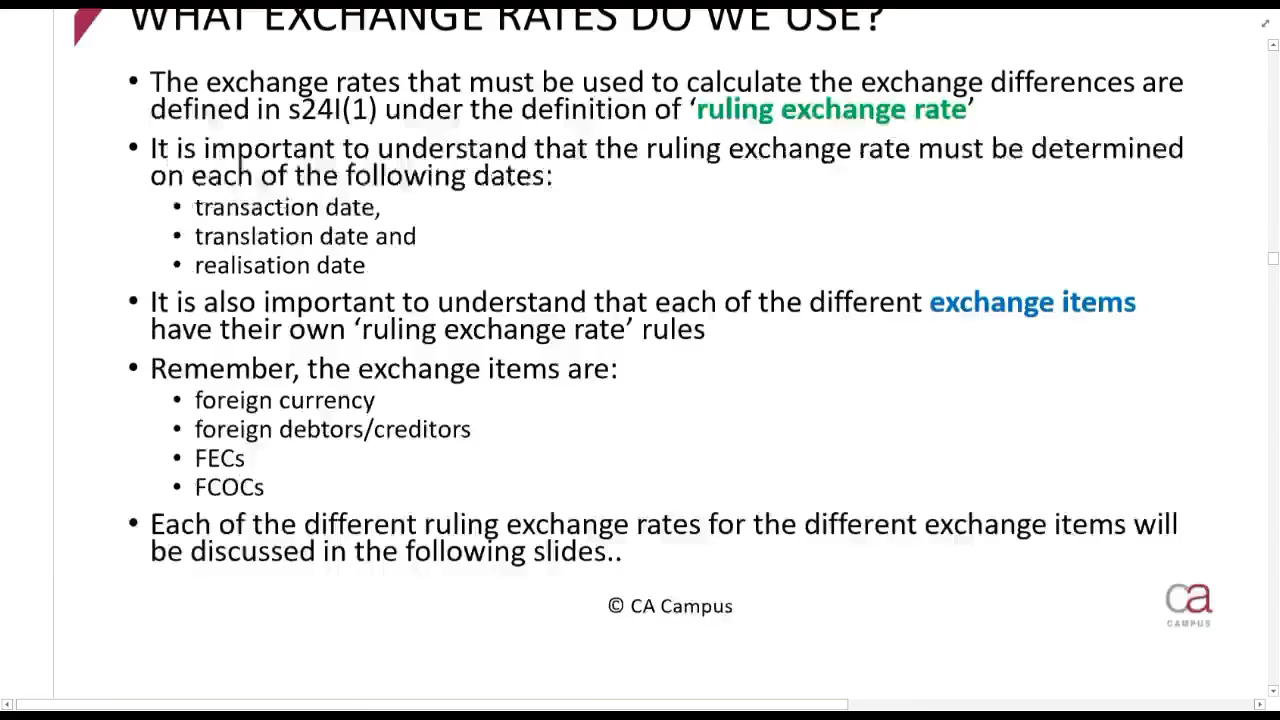 WHAT EXCHANGE RATES DO WE USE?
• The exchange rates that must be used to calculate the exchange differences are
defined in s24I(1) under the definition of ‘ruling exchange rate’
• It is important to understand that the ruling exchange rate must be determined
on each of the following dates:
• transaction date,
• translation date and
• realisation date
• It is also important to understand that each of the different exchange items
have their own ‘ruling exchange rate’ rules
• Remember, the exchange items are:
• foreign currency
• foreign debtors/creditors
• FECs
• FCOCs
• Each of the different ruling exchange rates for the different exchange items will
be discussed in the following slides..
© CA Campus
ca
CAMPUS